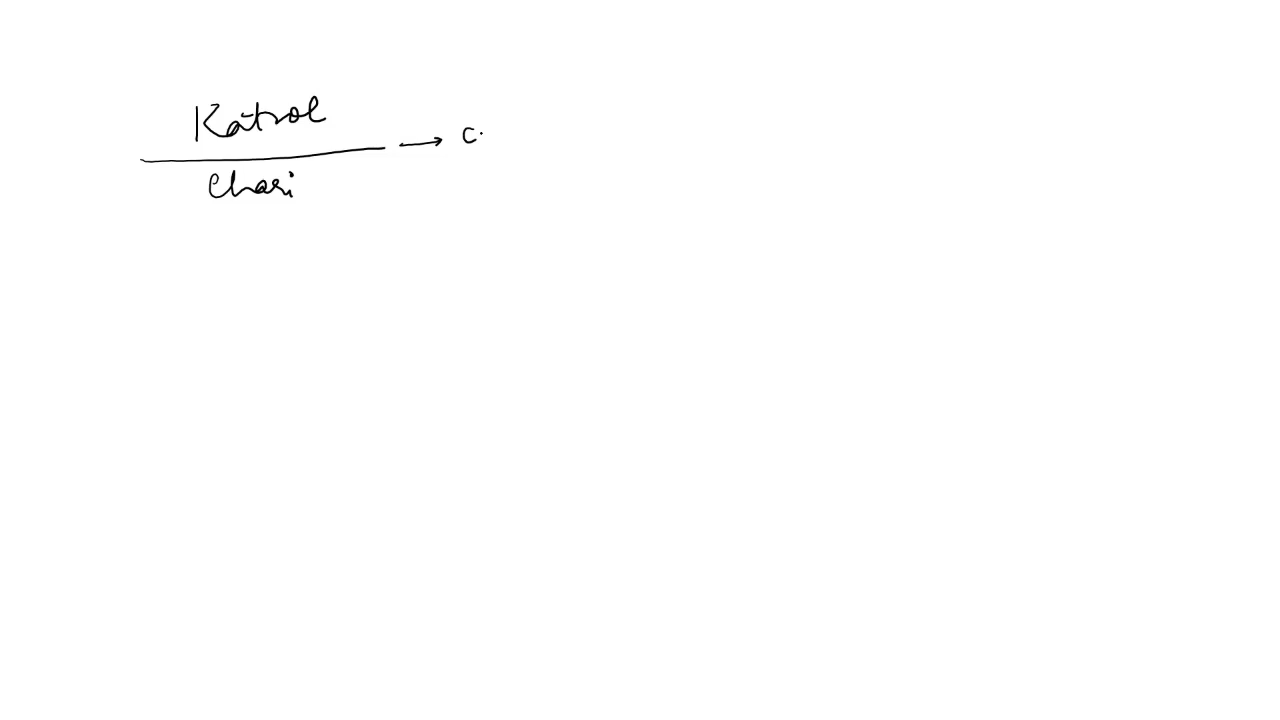 Katrol → c.
Chari